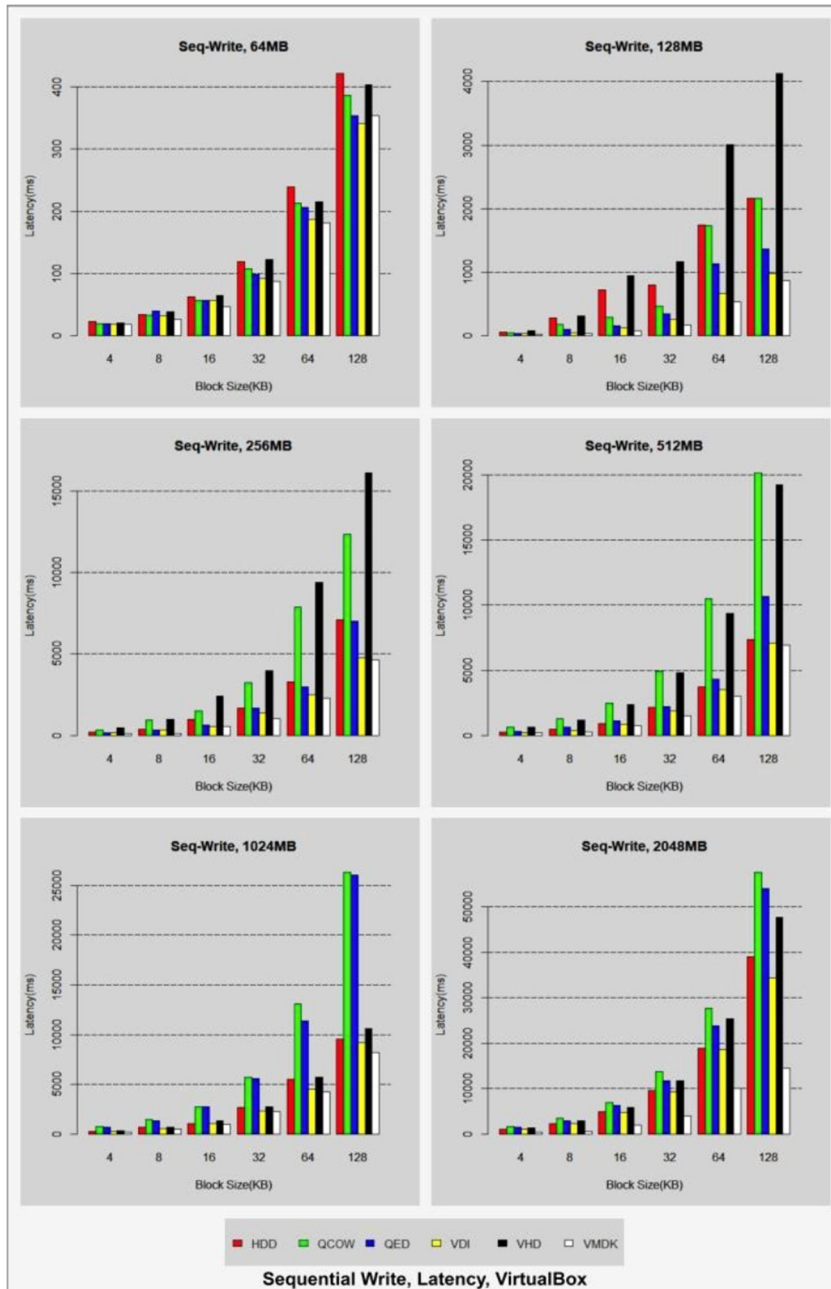 Seq-Write, 64MB
Latency(ms)
0
100
200
300
400
4 8 16 32 64 128
Block Size(KB)
Seq-Write, 128MB
Latency(ms)
0
1000
2000
3000
4000
4 8 16 32 64 128
Block Size(KB)
Seq-Write, 256MB
Latency(ms)
0
5000
10000
15000
4 8 16 32 64 128
Block Size(KB)
Seq-Write, 512MB
Latency(ms)
0
5000
10000
15000
20000
4 8 16 32 64 128
Block Size(KB)
Seq-Write, 1024MB
Latency(ms)
0
5000
10000
15000
20000
25000
4 8 16 32 64 128
Block Size(KB)
Seq-Write, 2048MB
Latency(ms)
0
10000
20000
30000
40000
50000
4 8 16 32 64 128
Block Size(KB)
HDD QCOW QED VDI VHD VMDK
Sequential Write, Latency, VirtualBox